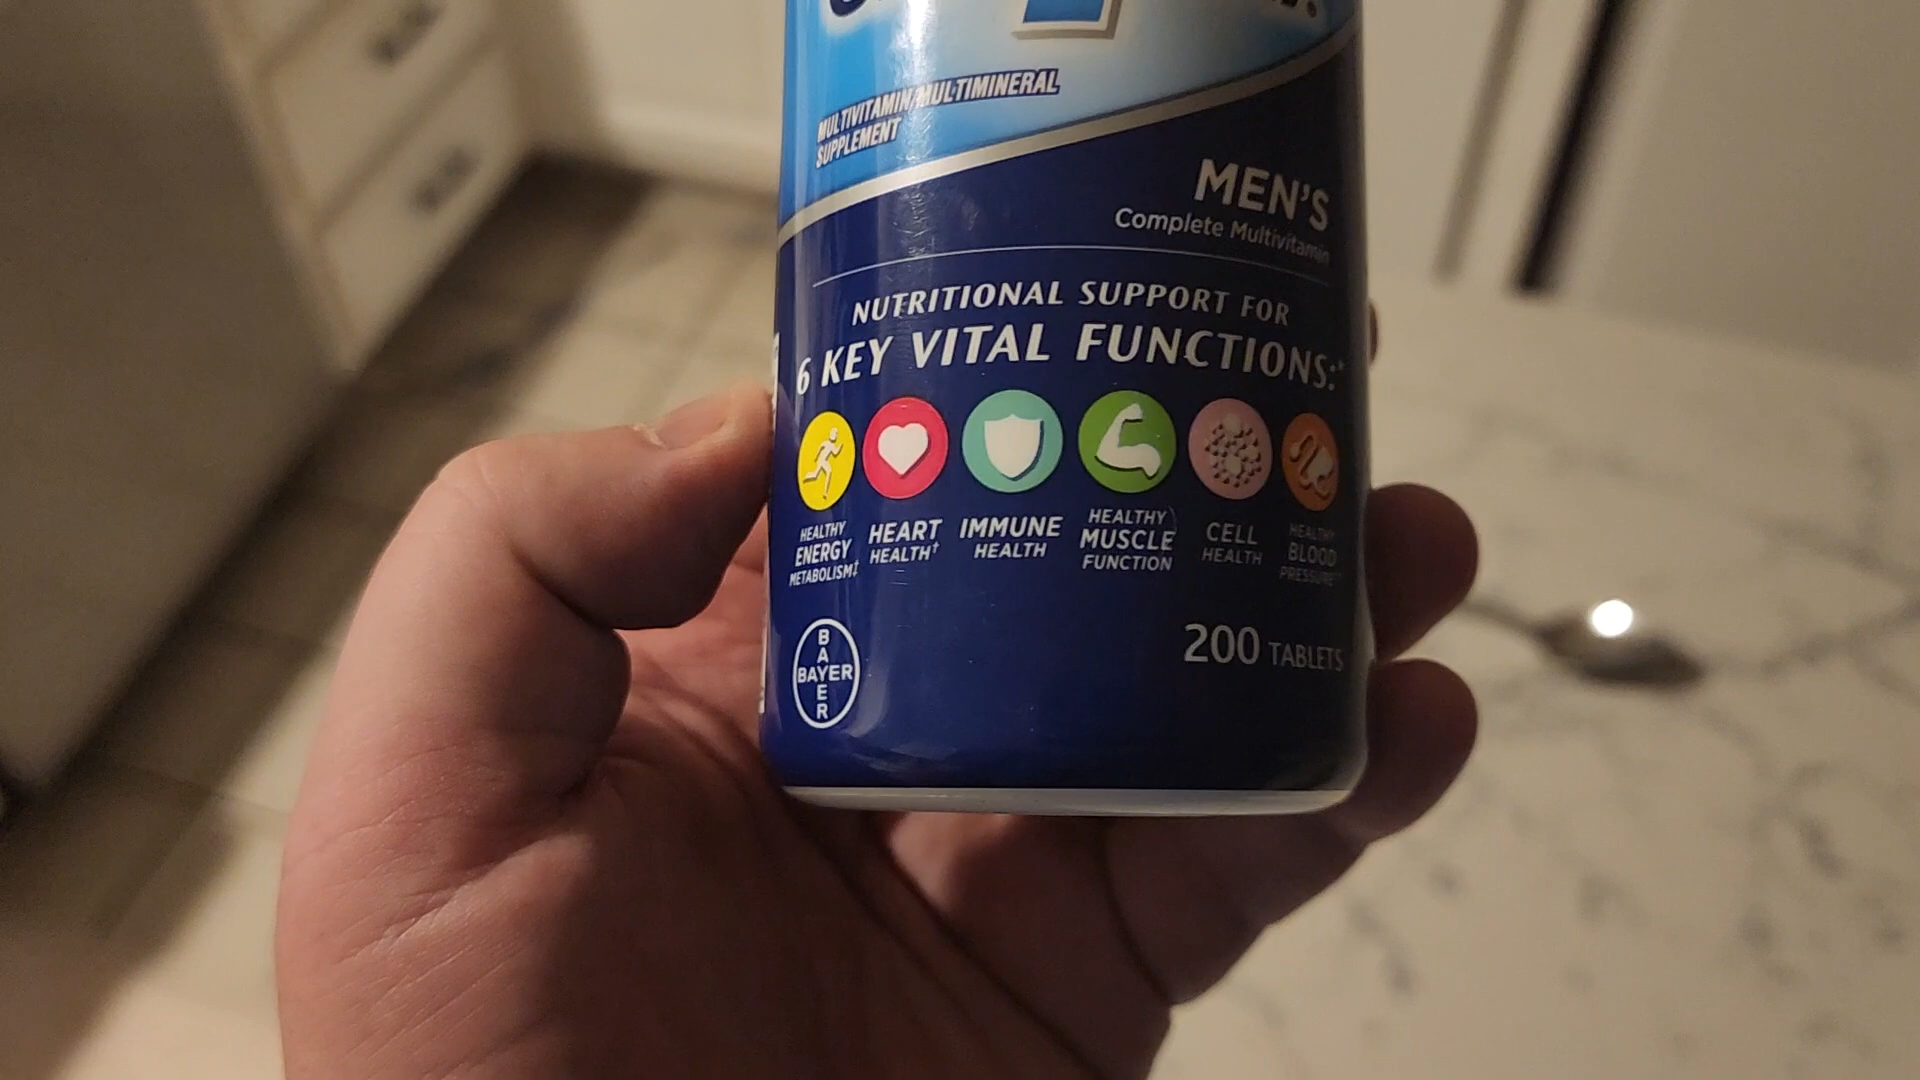 MULTIVITAMIN/MULTIMINERAL
SUPPLEMENT
MEN'S
Complete Multivitamin
NUTRITIONAL SUPPORT FOR
6 KEY VITAL FUNCTIONS:*
HEALTHY
ENERGY
METABOLISM‡
HEART
HEALTH†
IMMUNE
HEALTH
HEALTHY
MUSCLE
FUNCTION
CELL
HEALTH
HEALTHY
BLOOD
PRESSURE
BAYER
BAYER
200 TABLETS